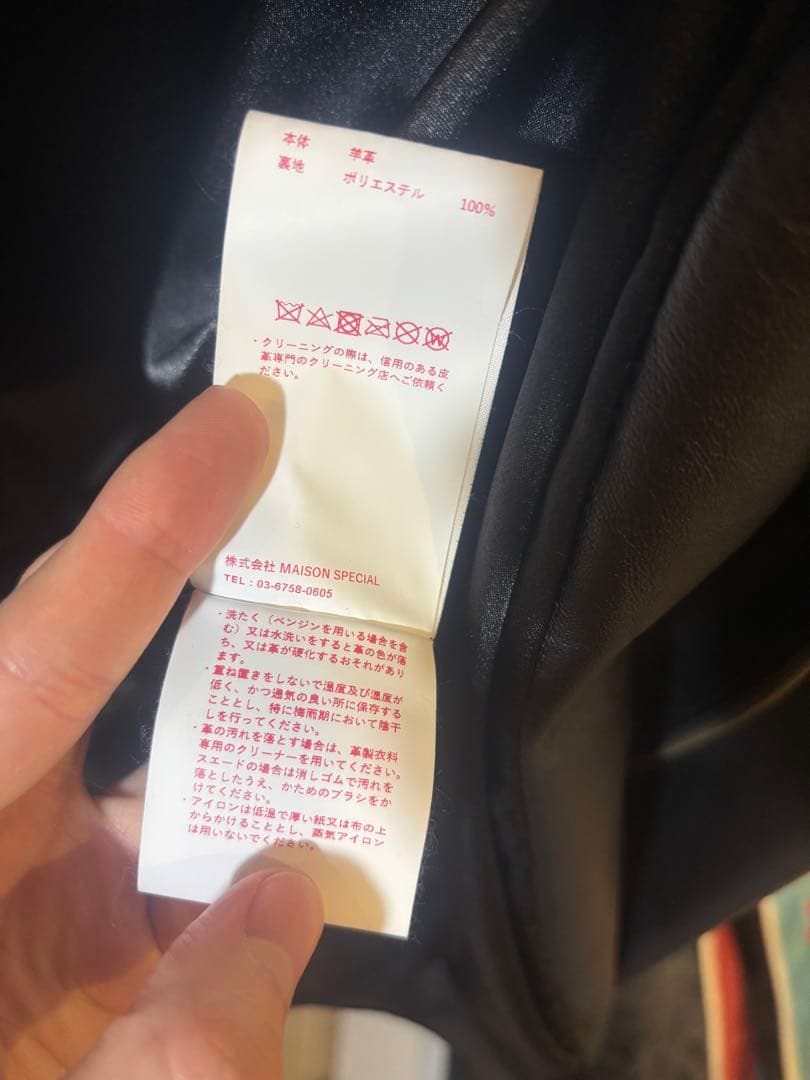 本体 羊革
裏地 ポリエステル 100%
・クリーニングの際は、信用のある皮
革専門のクリーニング店へご依頼く
ださい。
株式会社 MAISON SPECIAL
TEL : 03-6758-0605
・洗たく（ベンジンを用いる場合を含
む）又は水洗いをすると革の色が落
ち、又は革が硬化するおそれがあり
ます。
・重ね置きをしないで温度及び湿度が
低く、かつ通気の良い所に保存する
こととし、特に梅雨期において陰干
しを行ってください。
・革の汚れを落とす場合は、革製衣料
専用のクリーナーを用いてください。
スエードの場合は消しゴムで汚れを
落としたうえ、かためのブラシをか
けてください。
・アイロンは低温で厚い紙又は布の上
からかけることとし、蒸気アイロン
は用いないでください。